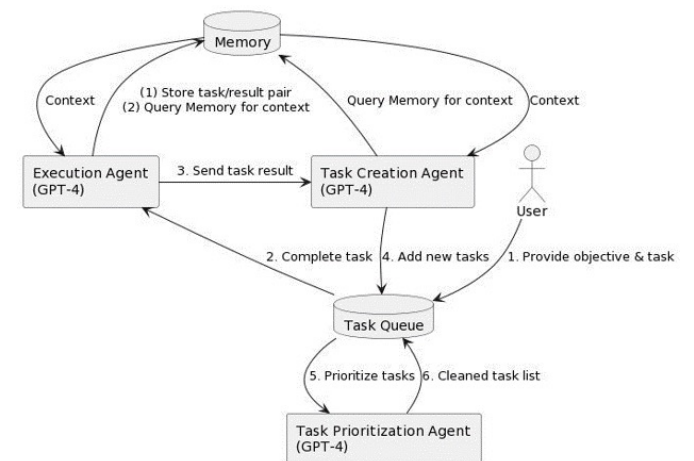 Memory
Context
(1) Store task/result pair
(2) Query Memory for context
Query Memory for context
Context
Execution Agent
(GPT-4)
3. Send task result
Task Creation Agent
(GPT-4)
User
2. Complete task
4. Add new tasks
1. Provide objective & task
Task Queue
5. Prioritize tasks
6. Cleaned task list
Task Prioritization Agent
(GPT-4)